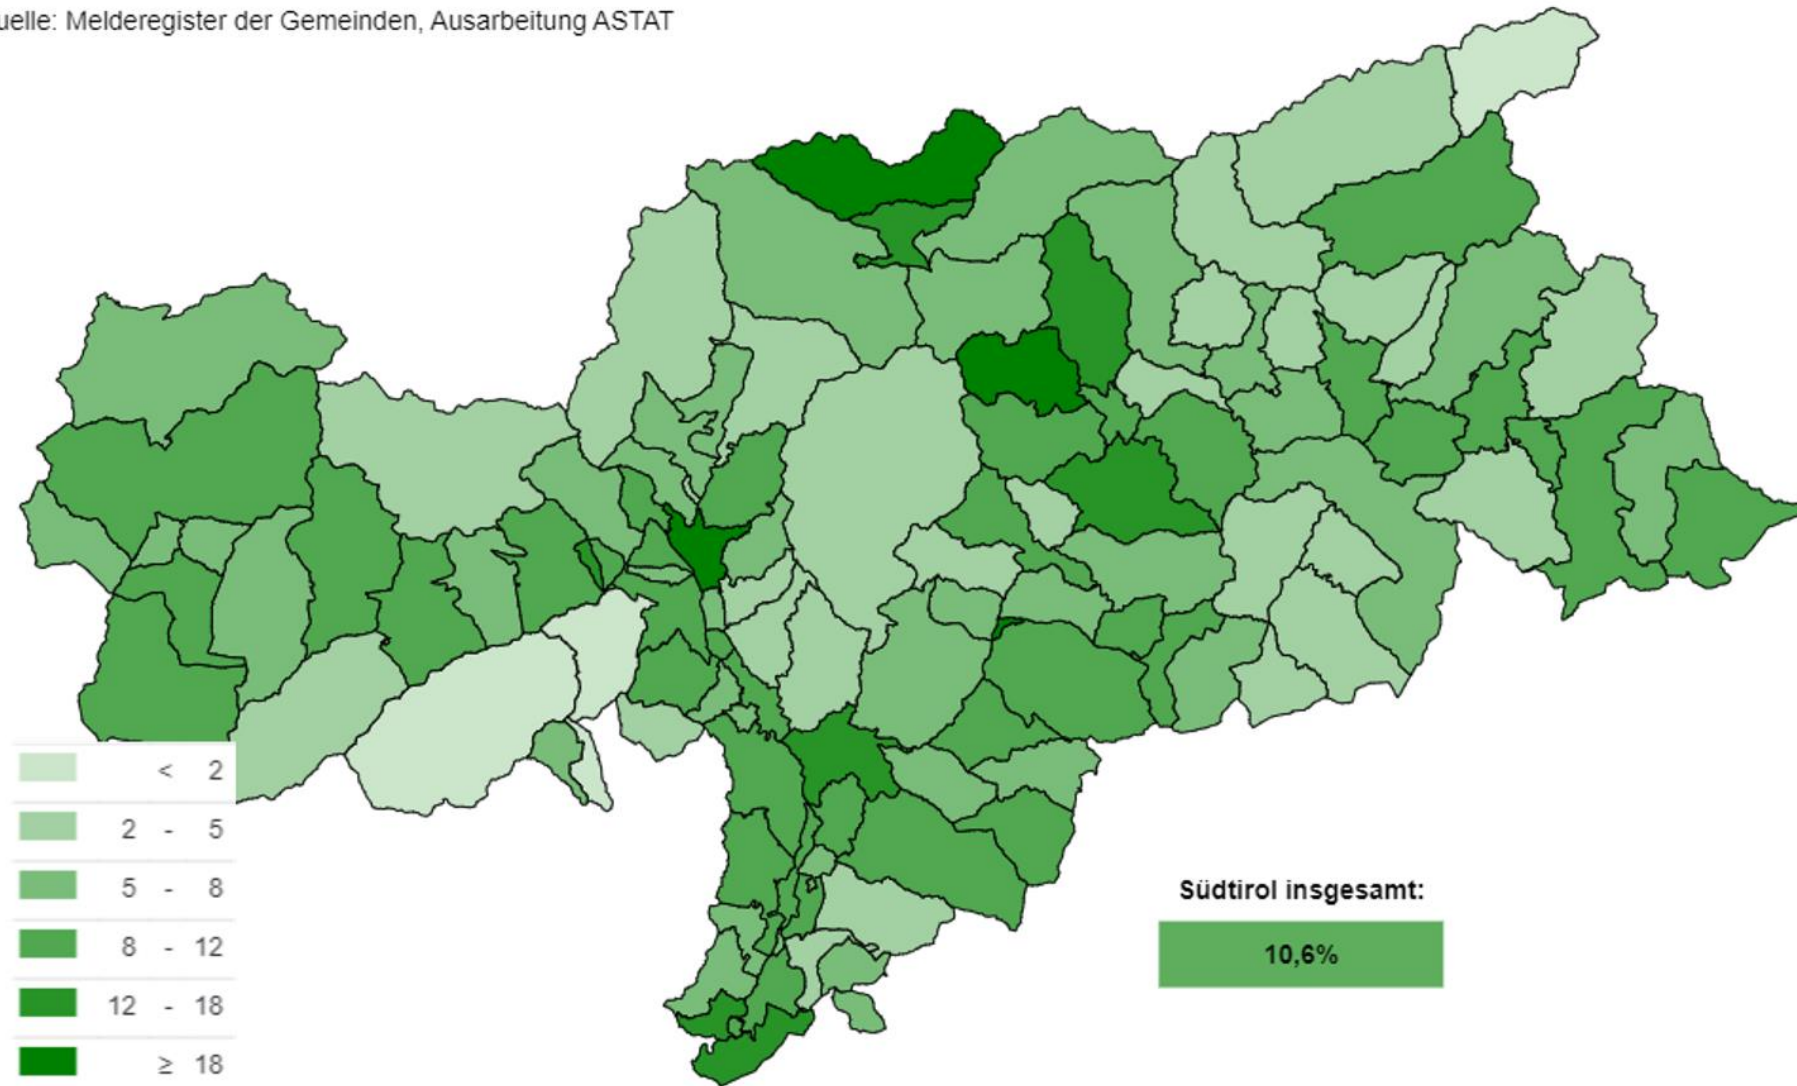 uelle: Melderegister der Gemeinden, Ausarbeitung ASTAT
< 2
2 - 5
5 - 8
8 - 12
12 - 18
≥ 18
Südtirol insgesamt:
10,6%